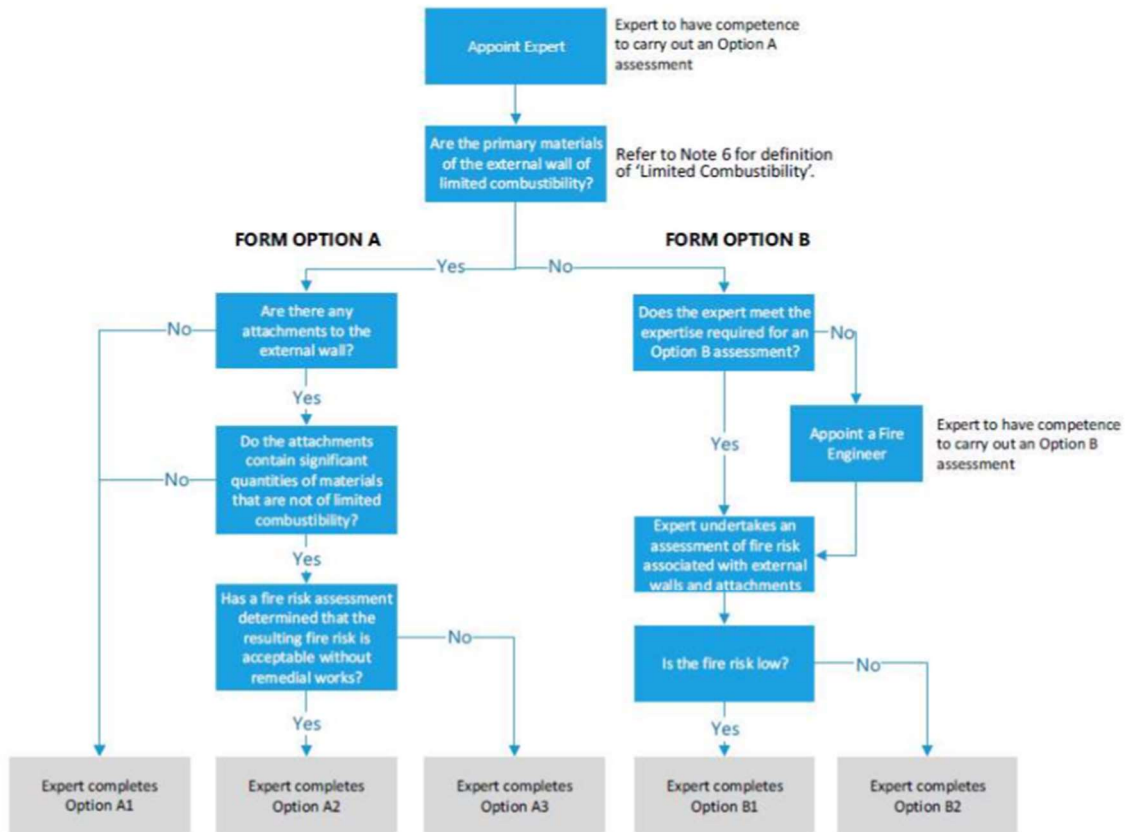 Appoint Expert
Expert to have competence
to carry out an Option A
assessment
Are the primary materials
of the external wall of
limited combustibility?
Refer to Note 6 for definition
of ‘Limited Combustibility’.
FORM OPTION A
FORM OPTION B
Yes
No
Are there any
attachments to the
external wall?
No
Does the expert meet the
expertise required for an
Option B assessment?
No
Yes
Do the attachments
contain significant
quantities of materials
that are not of limited
combustibility?
No
Yes
Appoint a Fire
Engineer
Expert to have competence
to carry out an Option B
assessment
Yes
Expert undertakes an
assessment of fire risk
associated with external
walls and attachments
Has a fire risk assessment
determined that the
resulting fire risk is
acceptable without
remedial works?
No
Is the fire risk low?
No
Yes
Yes
Expert completes
Option A1
Expert completes
Option A2
Expert completes
Option A3
Expert completes
Option B1
Expert completes
Option B2